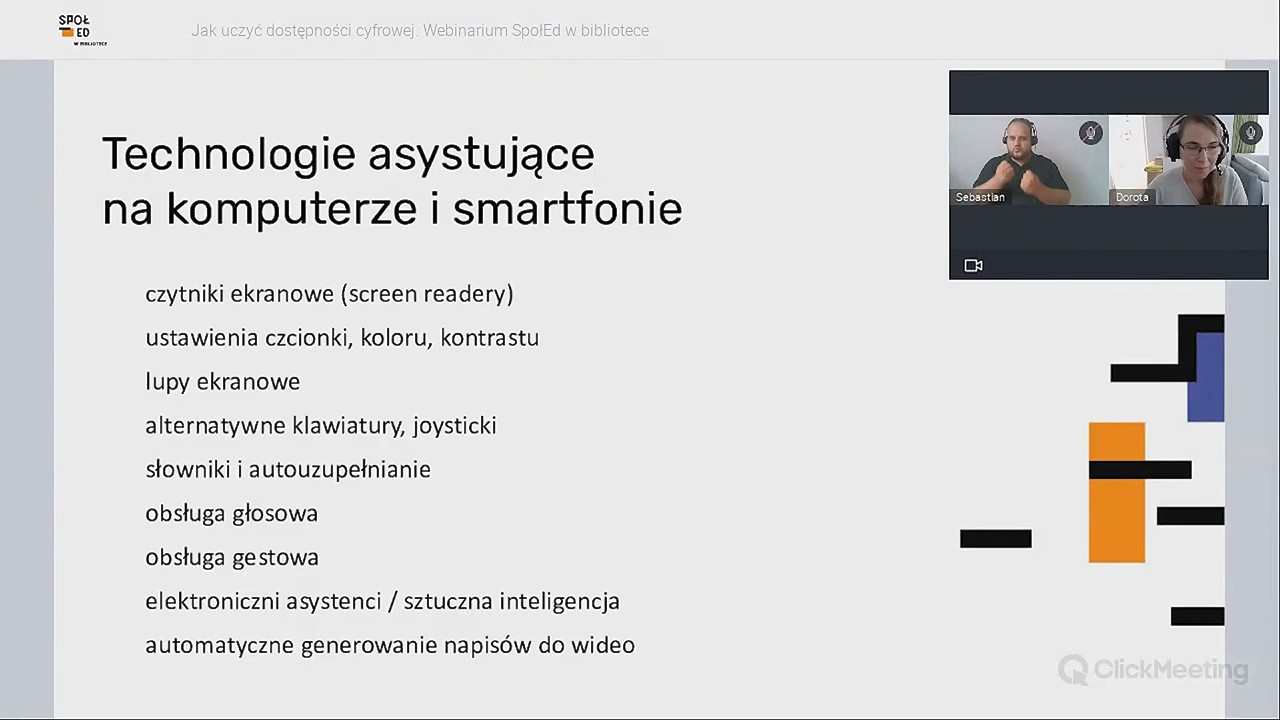 SPOŁ
ED
W BIBLIOTECE
Jak uczyć dostępności cyfrowej. Webinarium SpołEd w bibliotece
Technologie asystujące
na komputerze i smartfonie
Sebastian
Dorota
czytniki ekranowe (screen readery)
ustawienia czcionki, koloru, kontrastu
lupy ekranowe
alternatywne klawiatury, joysticki
słowniki i autouzupełnianie
obsługa głosowa
obsługa gestowa
elektroniczni asystenci / sztuczna inteligencja
automatyczne generowanie napisów do wideo
ClickMeeting